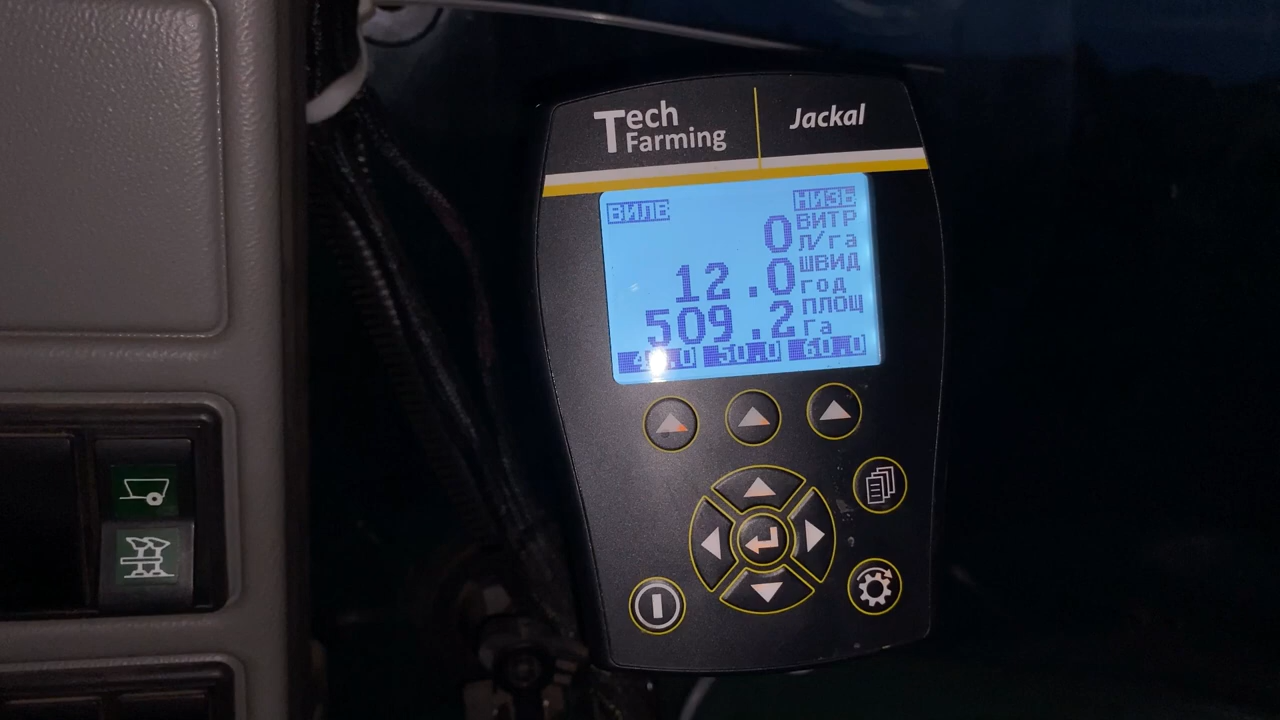 Tech
Farming
Jackal
ВИЛВ
НИЗЬ
0 ВИТР
л/га
12.0 ШВИД
год
509.2 ПЛОЩ
га
50.0 60.0